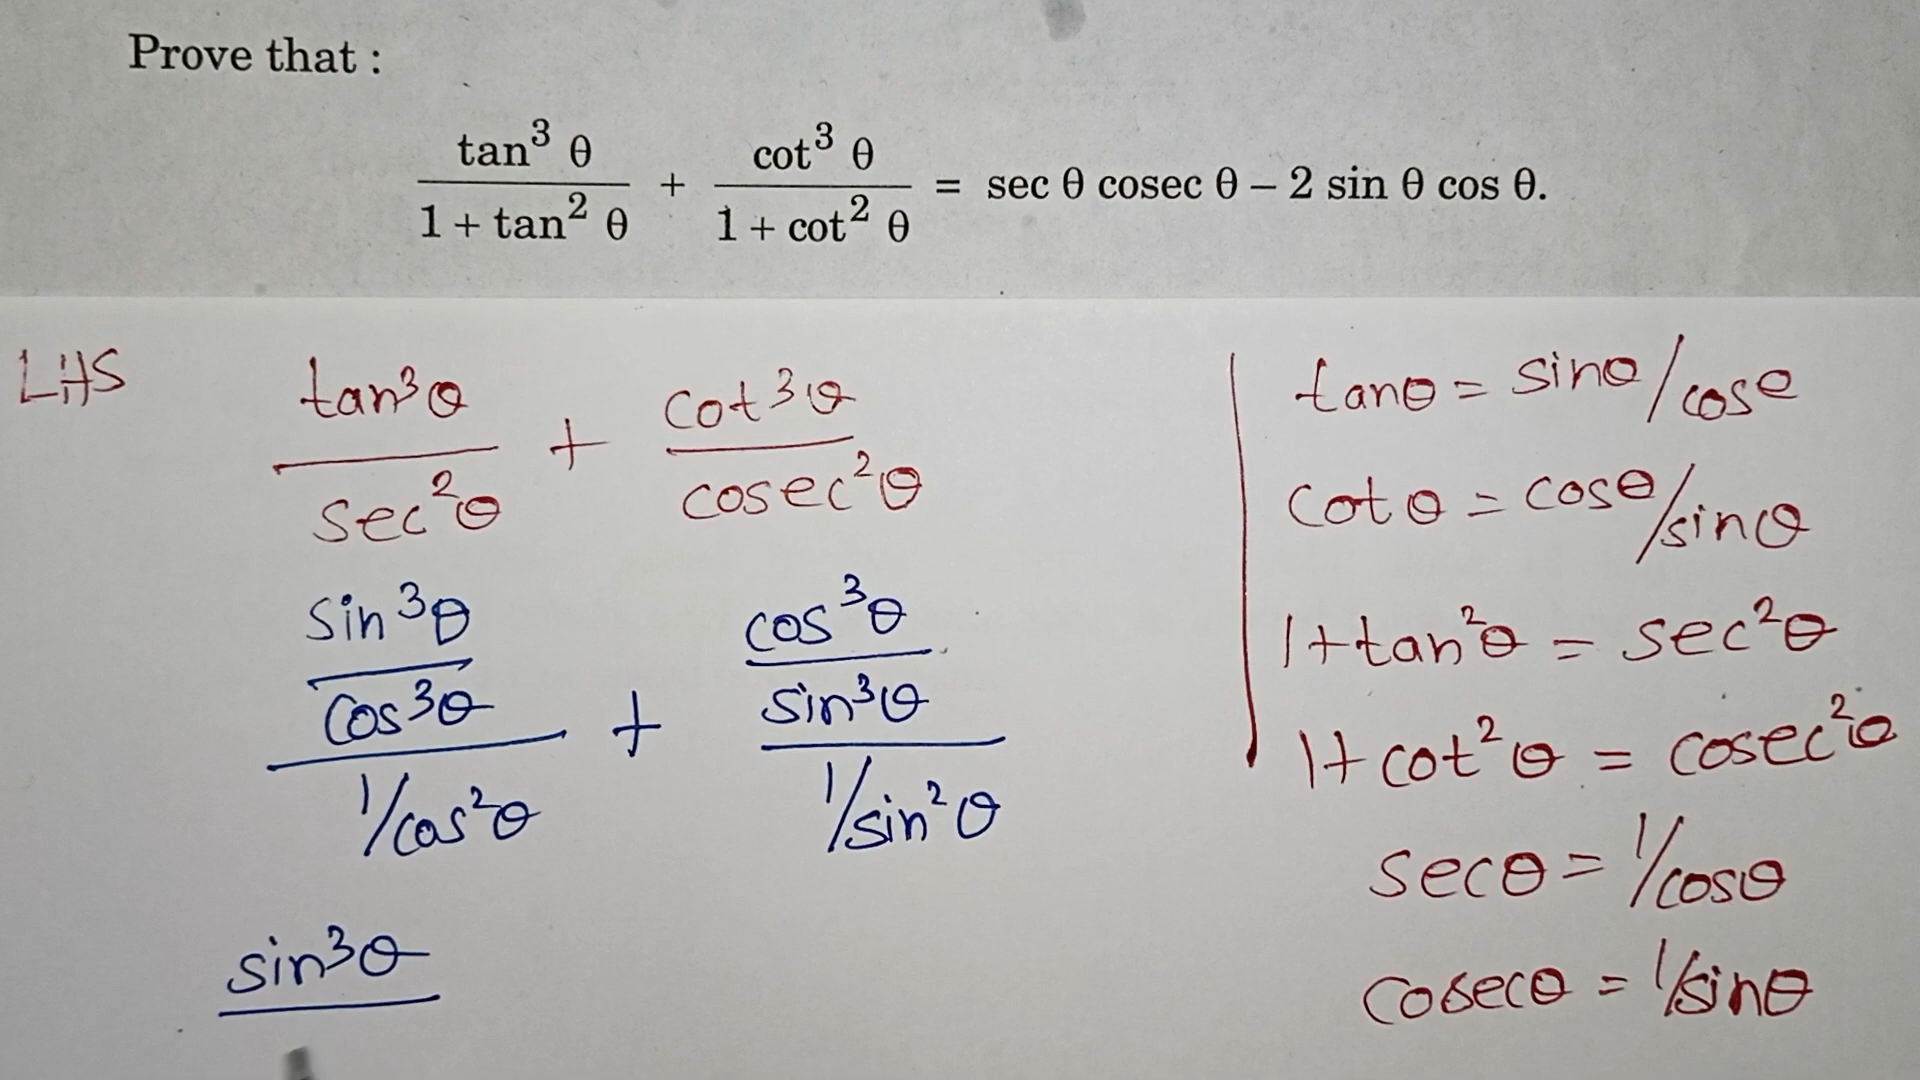 Prove that :
tan³ θ / 1 + tan² θ + cot³ θ / 1 + cot² θ = sec θ cosec θ – 2 sin θ cos θ.
LHS tan³θ / sec²θ + cot³θ / cosec²θ
sin³θ / cos³θ / 1/cos²θ + cos³θ / sin³θ / 1/sin²θ
sin³θ
tanθ = sinθ/cosθ
cotθ = cosθ/sinθ
1+tan²θ = sec²θ
1+cot²θ = cosec²θ
secθ = 1/cosθ
cosecθ = 1/sinθ